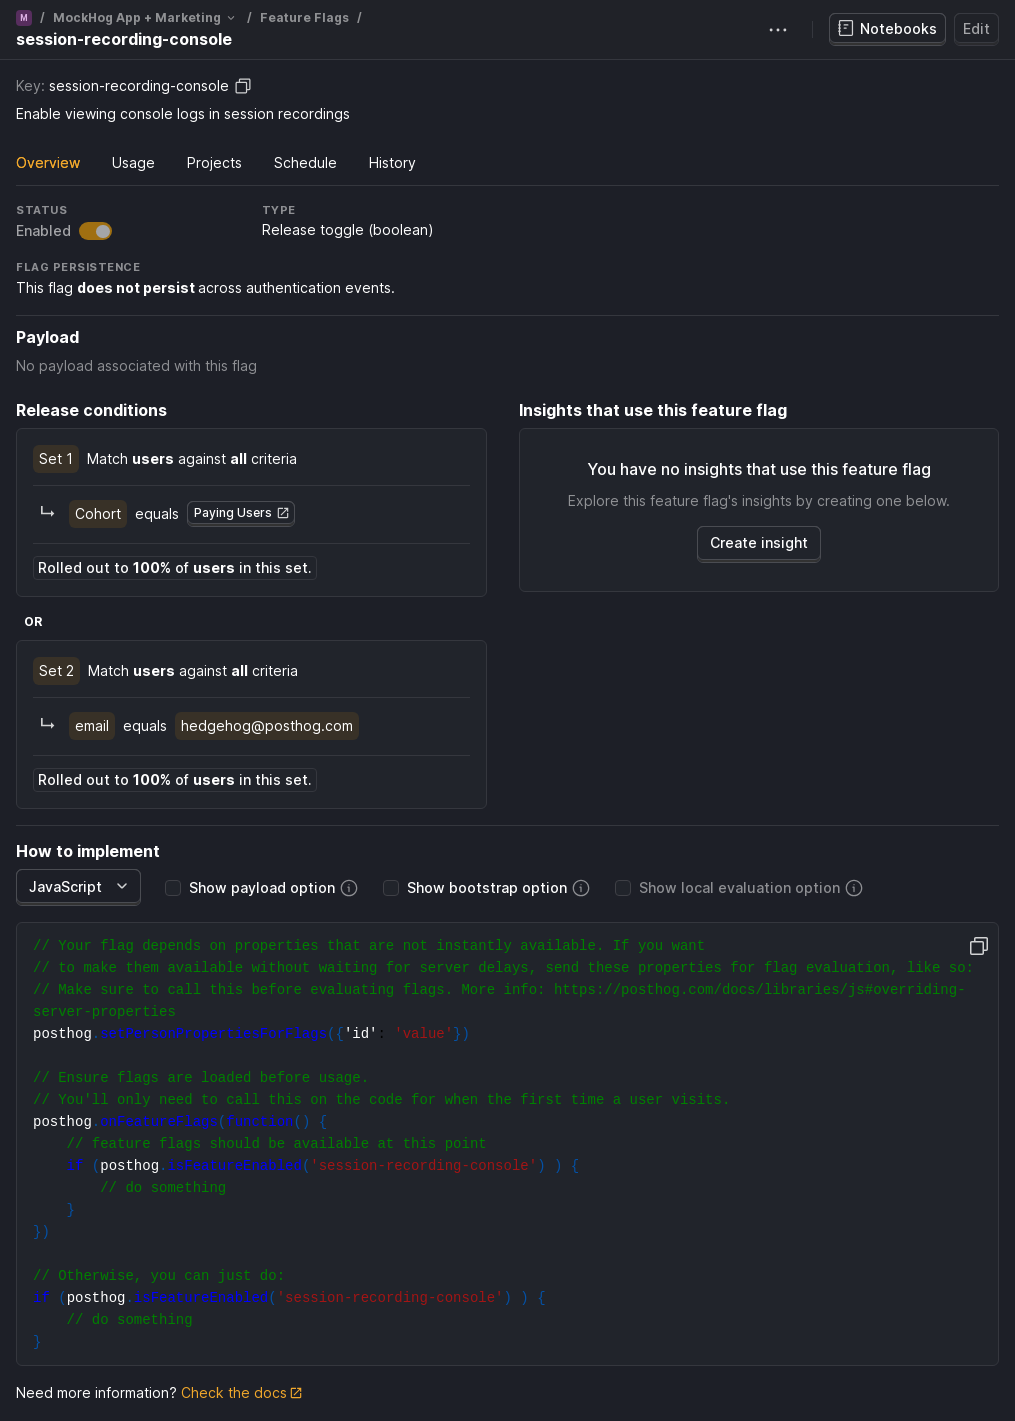 M / MockHog App + Marketing / Feature Flags /
session-recording-console
Notebooks
Edit
Key: session-recording-console
Enable viewing console logs in session recordings
Overview Usage Projects Schedule History
STATUS
Enabled
TYPE
Release toggle (boolean)
FLAG PERSISTENCE
This flag does not persist across authentication events.
Payload
No payload associated with this flag
Release conditions
Set 1 Match users against all criteria
Cohort equals Paying Users
Rolled out to 100% of users in this set.
OR
Set 2 Match users against all criteria
email equals hedgehog@posthog.com
Rolled out to 100% of users in this set.
Insights that use this feature flag
You have no insights that use this feature flag
Explore this feature flag's insights by creating one below.
Create insight
How to implement
JavaScript Show payload option Show bootstrap option Show local evaluation option
// Your flag depends on properties that are not instantly available. If you want
// to make them available without waiting for server delays, send these properties for flag evaluation, like so:
// Make sure to call this before evaluating flags. More info: https://posthog.com/docs/libraries/js#overriding-
server-properties
posthog.setPersonPropertiesForFlags({'id': 'value'})
// Ensure flags are loaded before usage.
// You'll only need to call this on the code for when the first time a user visits.
posthog.onFeatureFlags(function() {
    // feature flags should be available at this point
    if (posthog.isFeatureEnabled('session-recording-console') ) {
        // do something
    }
})
// Otherwise, you can just do:
if (posthog.isFeatureEnabled('session-recording-console') ) {
    // do something
}
Need more information? Check the docs